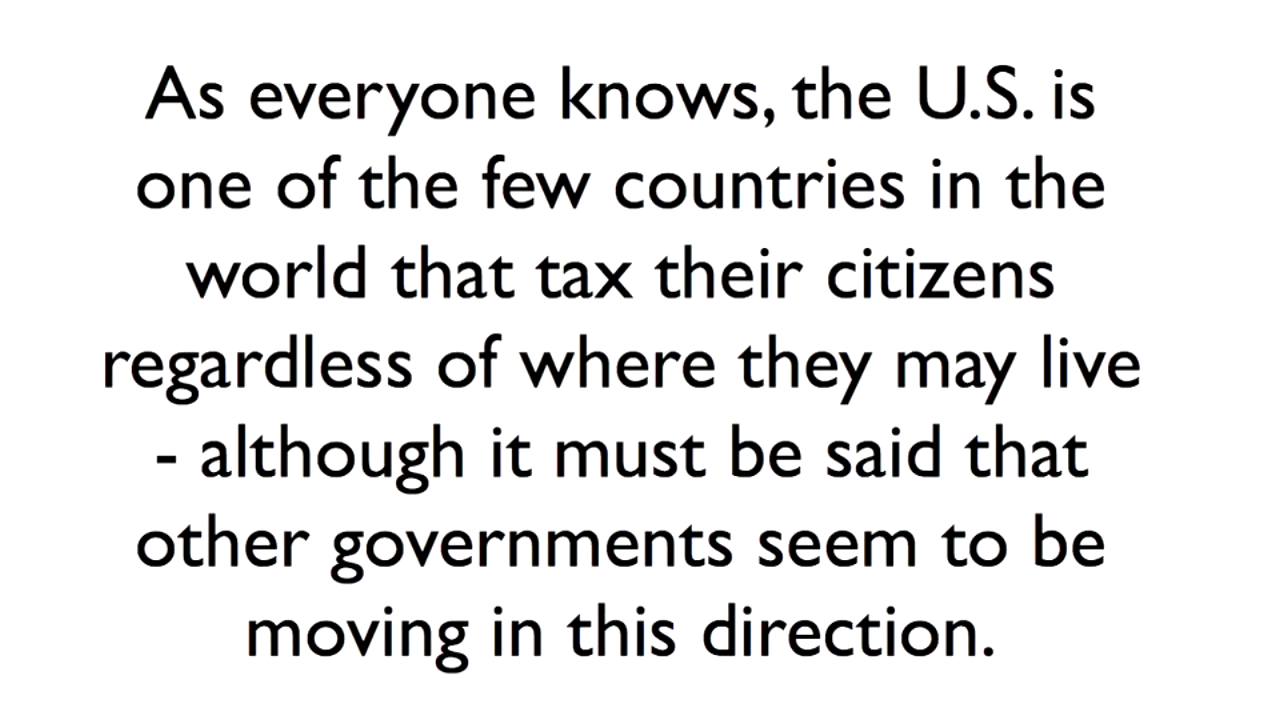 As everyone knows, the U.S. is
one of the few countries in the
world that tax their citizens
regardless of where they may live
- although it must be said that
other governments seem to be
moving in this direction.